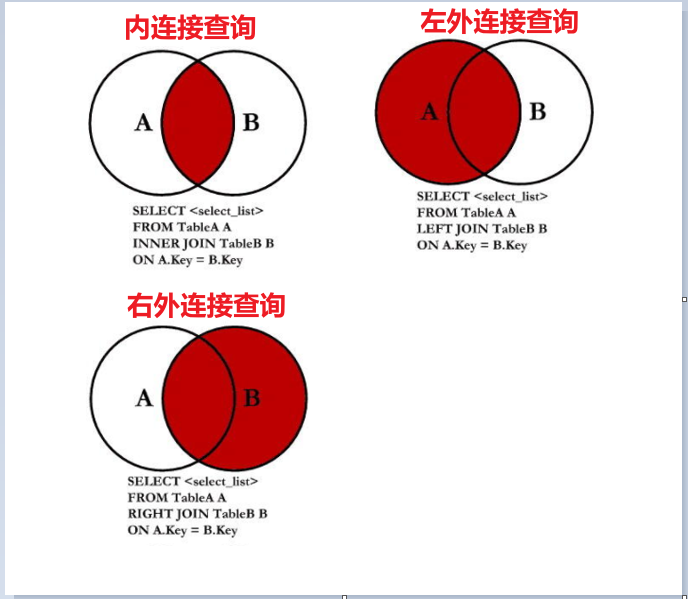 内连接查询
A B
SELECT <select_list>
FROM TableA A
INNER JOIN TableB B
ON A.Key = B.Key
左外连接查询
A B
SELECT <select_list>
FROM TableA A
LEFT JOIN TableB B
ON A.Key = B.Key
右外连接查询
A B
SELECT <select_list>
FROM TableA A
RIGHT JOIN TableB B
ON A.Key = B.Key